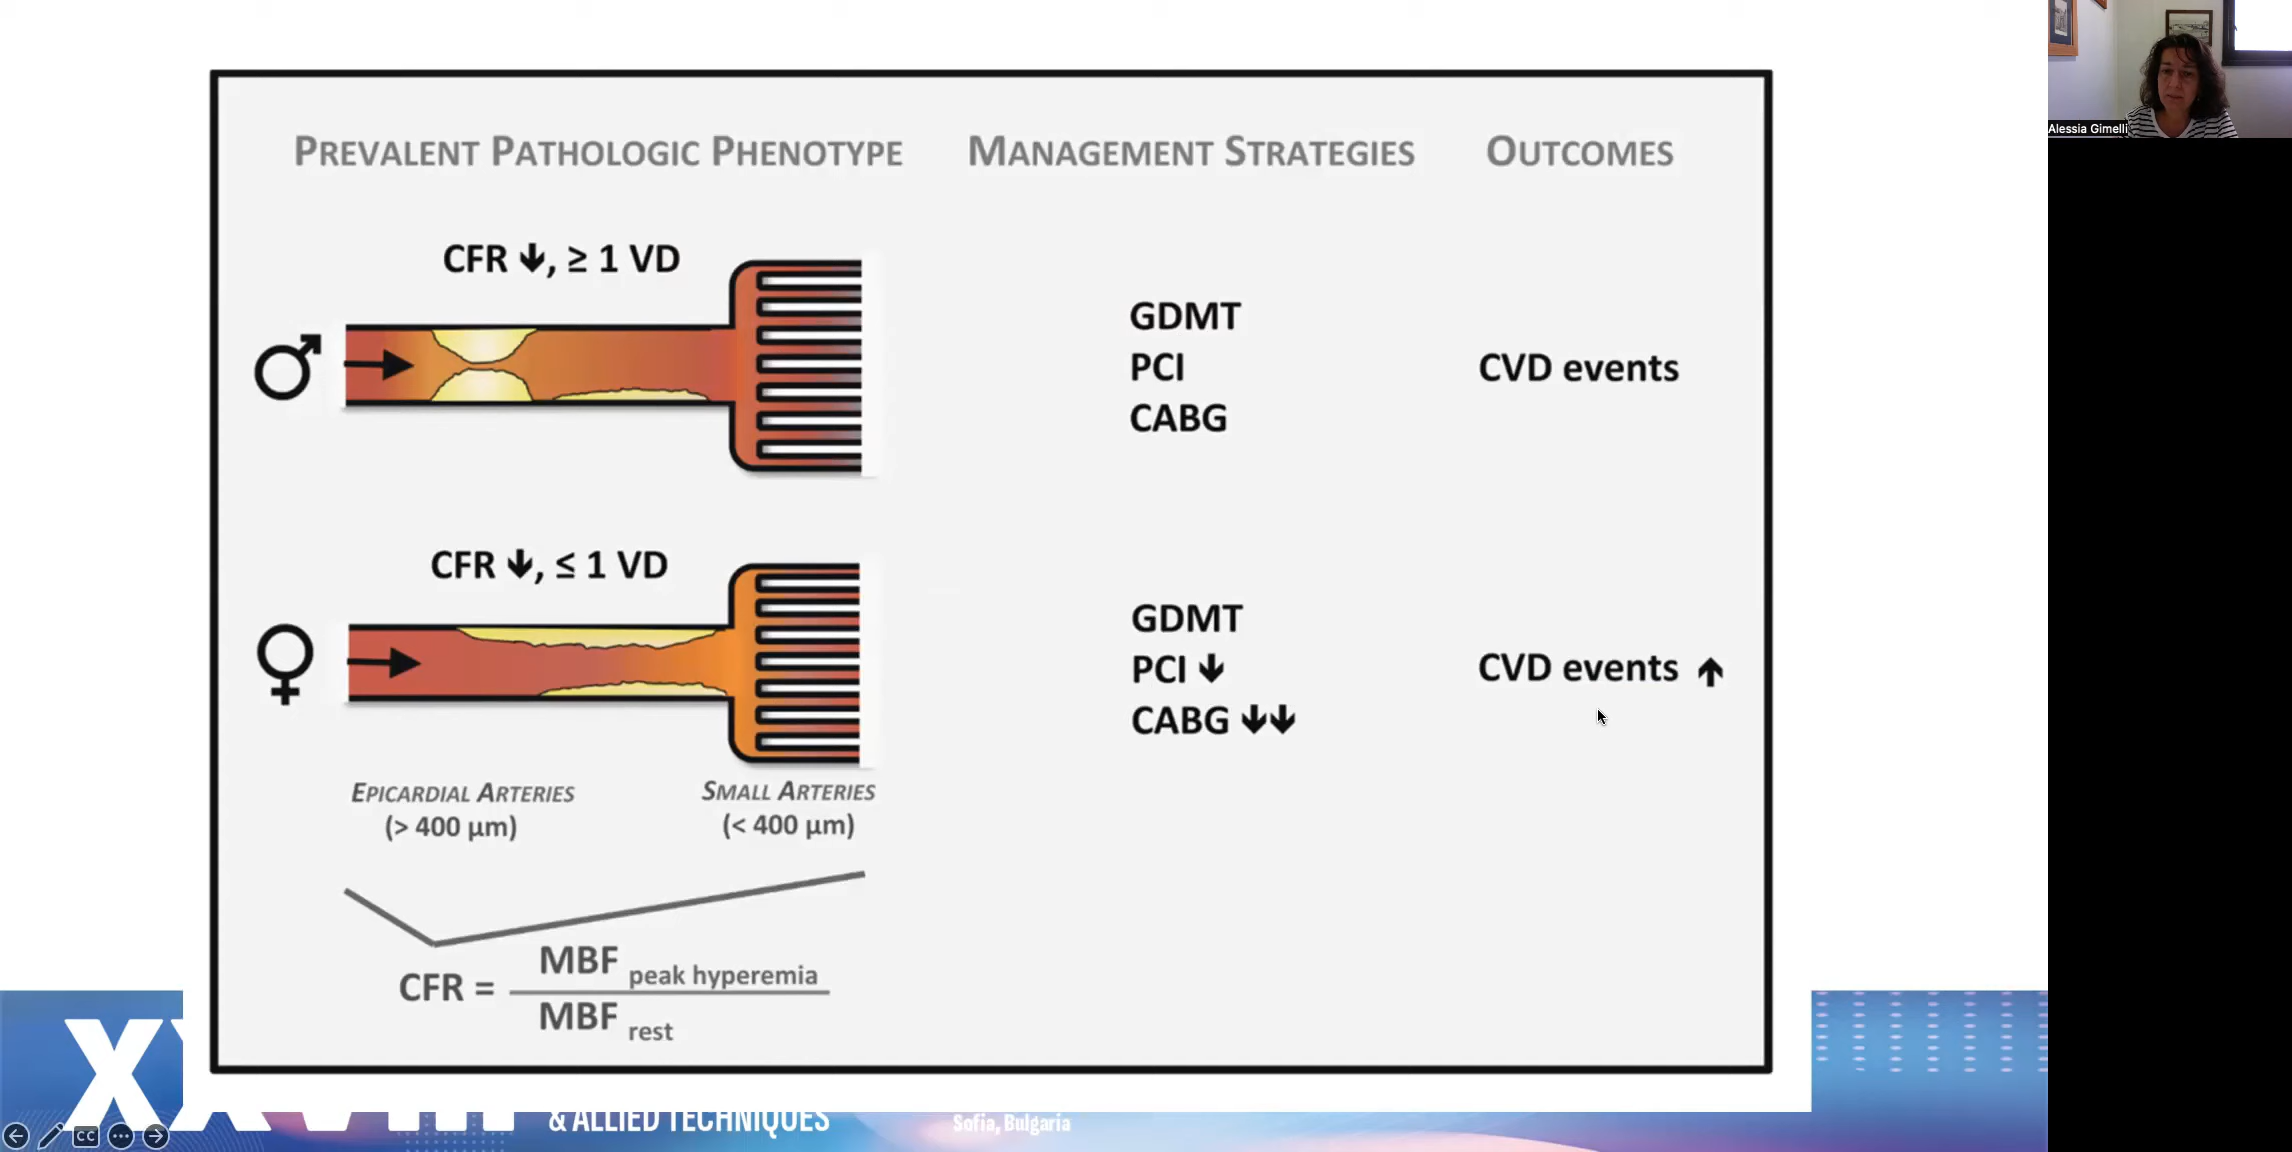 Alessia Gimelli
PREVALENT PATHOLOGIC PHENOTYPE
MANAGEMENT STRATEGIES
OUTCOMES
CFR ↓, ≥ 1 VD
GDMT
PCI
CABG
CVD events
CFR ↓, ≤ 1 VD
GDMT
PCI ↓
CABG ↓↓
CVD events ↑
EPICARDIAL ARTERIES
(> 400 µm)
SMALL ARTERIES
(< 400 µm)
CFR =
MBF peak hyperemia
MBF rest
& ALLIED TECHNIQUES
Sofia, Bulgaria
CC